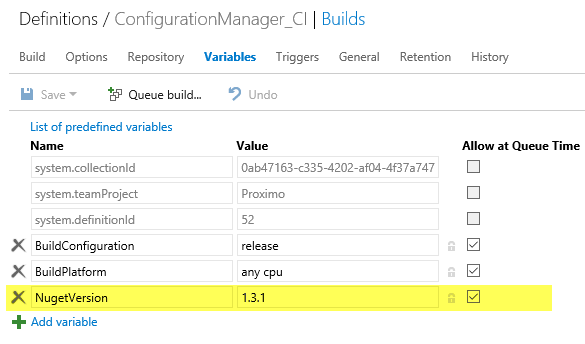 Definitions / ConfigurationManager_CI | Builds
Build Options Repository Variables Triggers General Retention History
Save Queue build... Undo
List of predefined variables
Name Value Allow at Queue Time
system.collectionId 0ab47163-c335-4202-af04-4f37a747
system.teamProject Proximo
system.definitionId 52
BuildConfiguration release
BuildPlatform any cpu
NugetVersion 1.3.1
Add variable